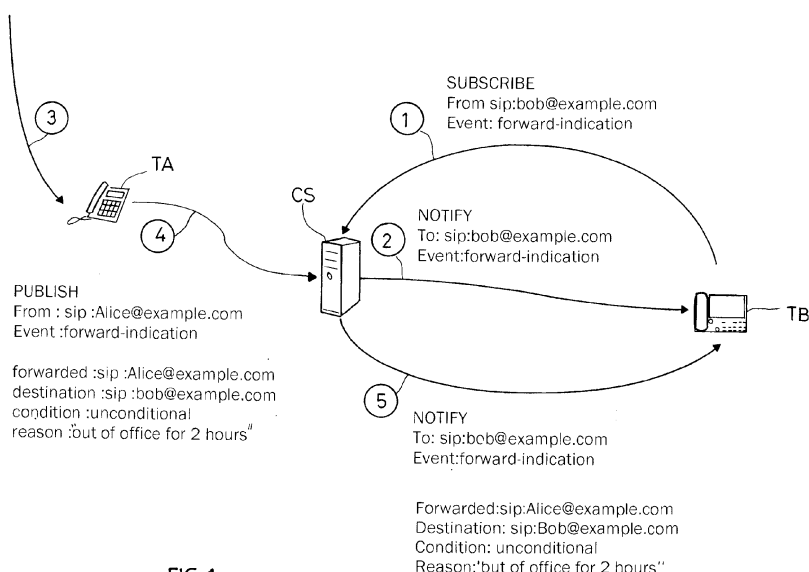 SUBSCRIBE
From sip:bob@example.com
Event: forward-indication
1
3
TA
CS
4
2
NOTIFY
To: sip:bob@example.com
Event:forward-indication
TB
PUBLISH
From : sip :Alice@example.com
Event :forward-indication
forwarded :sip :Alice@example.com
destination :sip :bob@example.com
condition :unconditional
reason :"out of office for 2 hours"
5
NOTIFY
To: sip:bob@example.com
Event:forward-indication
Forwarded:sip:Alice@example.com
Destination: sip:Bob@example.com
Condition: unconditional
Reason:'out of office for 2 hours''